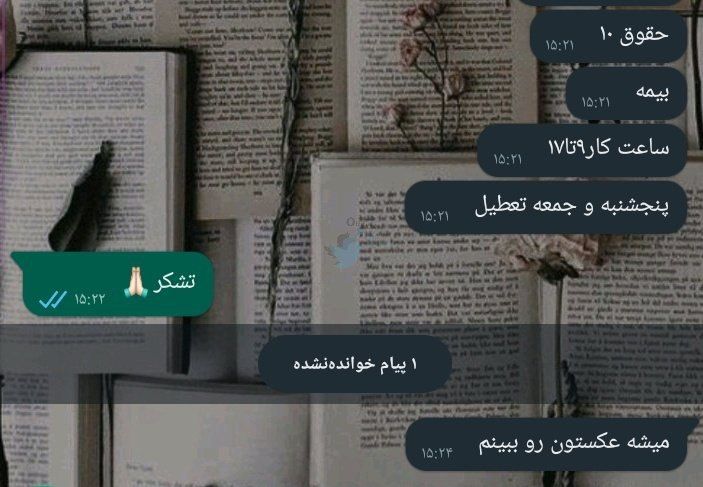 حقوق ۱۰
۱۵:۲۱
بیمه
۱۵:۲۱
ساعت کار۹تا۱۷
۱۵:۲۱
پنجشنبه و جمعه تعطیل
۱۵:۲۱
تشکر 🙏🏻
۱۵:۲۲
۱ پیام خوانده‌نشده
میشه عکستون رو ببینم
۱۵:۲۴